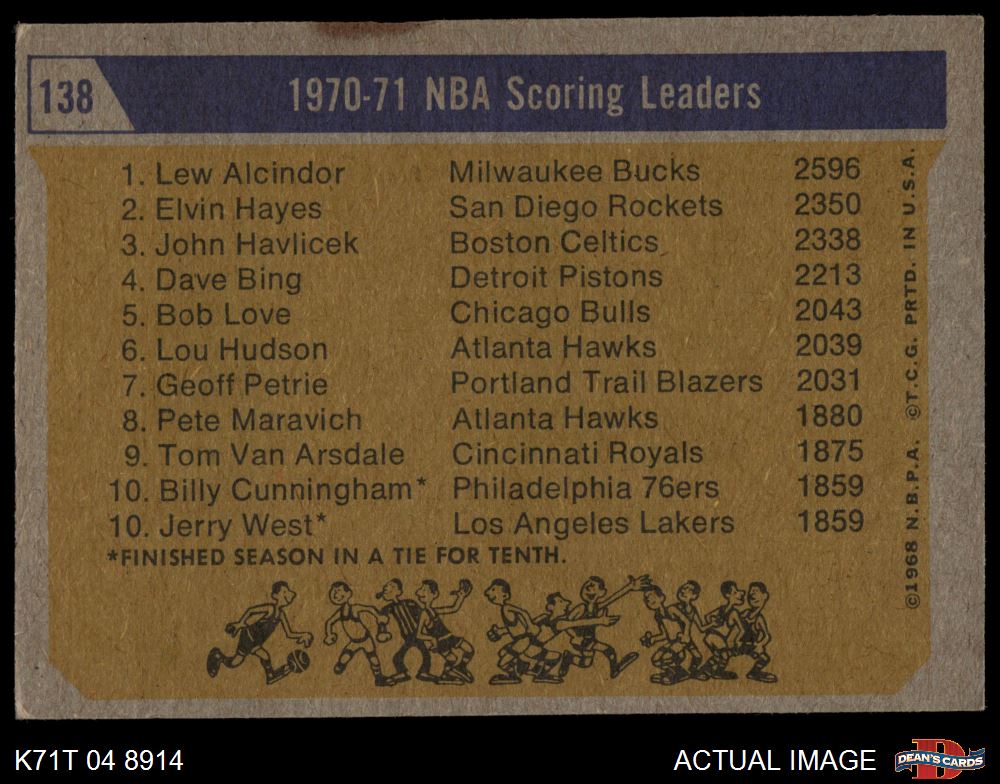 138 1970-71 NBA Scoring Leaders
1. Lew Alcindor Milwaukee Bucks 2596
2. Elvin Hayes San Diego Rockets 2350
3. John Havlicek Boston Celtics 2338
4. Dave Bing Detroit Pistons 2213
5. Bob Love Chicago Bulls 2043
6. Lou Hudson Atlanta Hawks 2039
7. Geoff Petrie Portland Trail Blazers 2031
8. Pete Maravich Atlanta Hawks 1880
9. Tom Van Arsdale Cincinnati Royals 1875
10. Billy Cunningham* Philadelphia 76ers 1859
10. Jerry West* Los Angeles Lakers 1859
*FINISHED SEASON IN A TIE FOR TENTH.
©1968 N.B.P.A. ©T.C.G. PRTD. IN U.S.A.
K71T 04 8914 ACTUAL IMAGE
D
DEAN'S CARDS